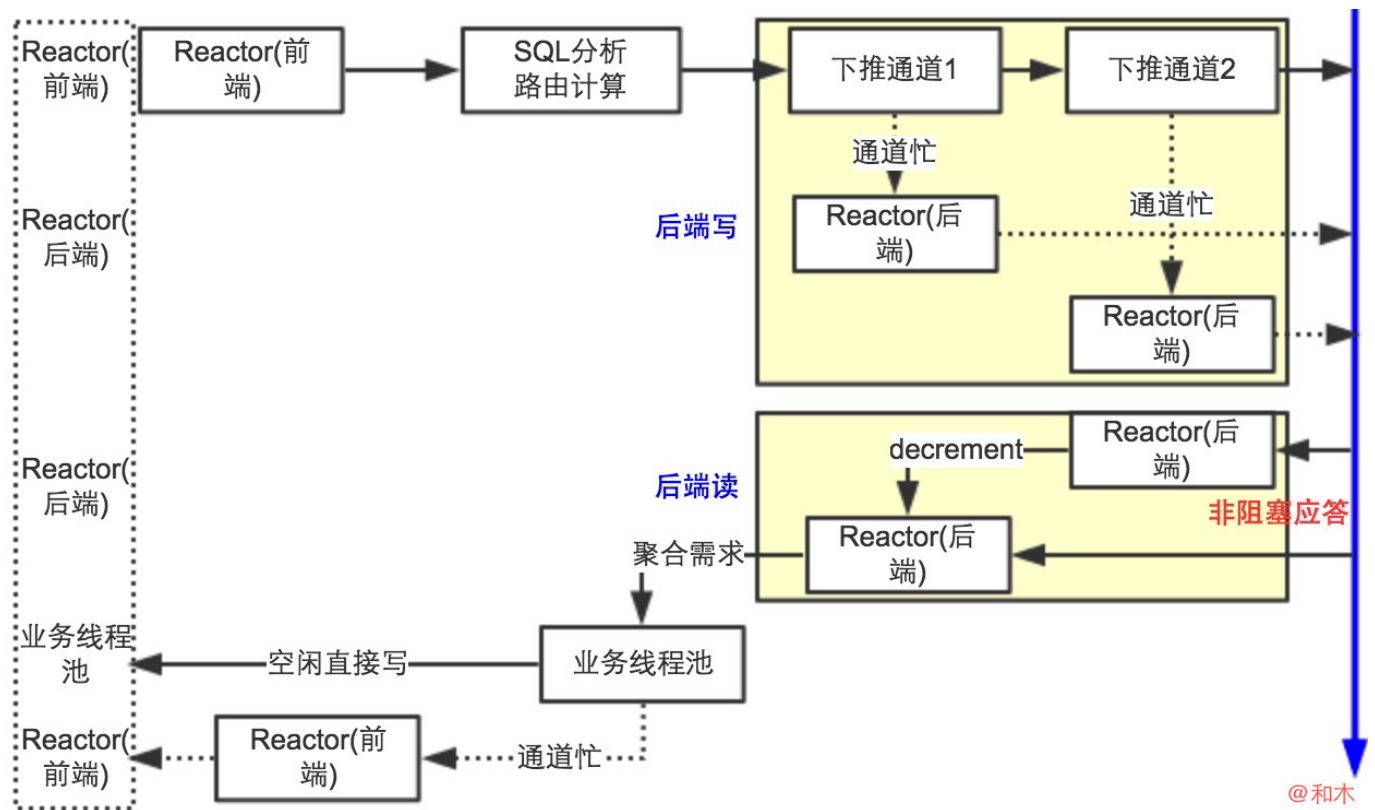 Reactor(
前端)
Reactor(前
端)
SQL分析
路由计算
下推通道1
下推通道2
通道忙
通道忙
Reactor(
后端)
后端写
Reactor(后
端)
Reactor(后
端)
Reactor(
后端)
后端读
decrement
Reactor(后
端)
非阻塞应答
Reactor(后
端)
聚合需求
业务线程
池
空闲直接写
业务线程池
Reactor(
前端)
Reactor(前
端)
通道忙
@和木